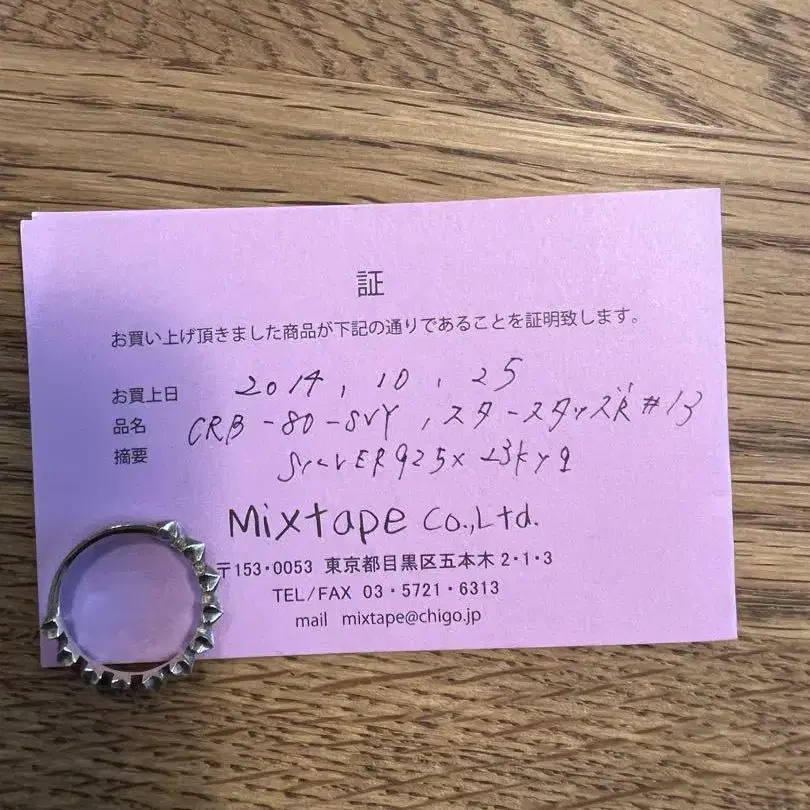 証
お買い上げ頂きました商品が下記の通りであることを証明致します。
お買上日 2014, 10, 25
品名 CRB-80-SVY, スタースタッズR #13
摘要 SILVER925×23kyg
Mixtape Co.,Ltd.
〒153・0053 東京都目黒区五本木 2・1・3
TEL/FAX 03・5721・6313
mail mixtape@chigo.jp